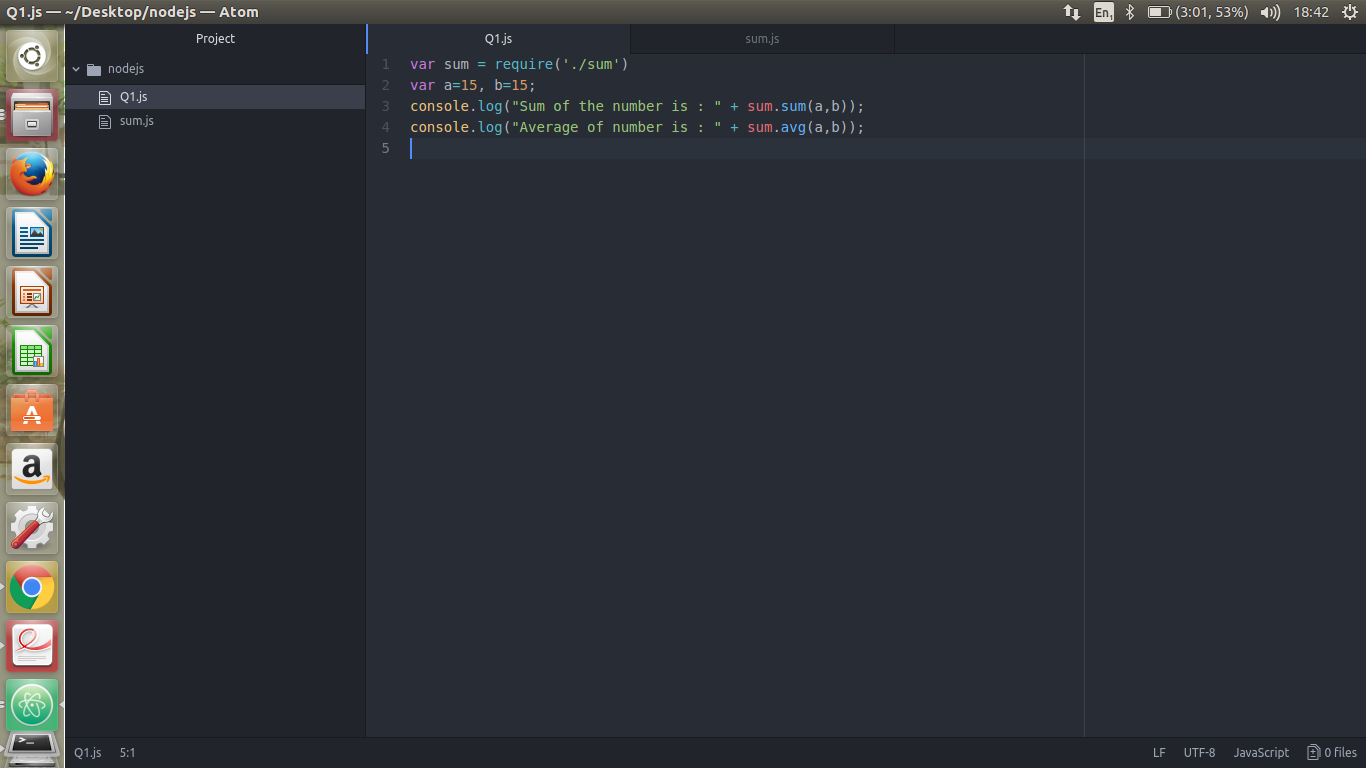 Q1.js — ~/Desktop/nodejs — Atom
En1
(3:01, 53%)
18:42
Project
nodejs
Q1.js
sum.js
Q1.js
sum.js
1 var sum = require('./sum')
2 var a=15, b=15;
3 console.log("Sum of the number is : " + sum.sum(a,b));
4 console.log("Average of number is : " + sum.avg(a,b));
5
A
a
>_
Q1.js 5:1
LF UTF-8 JavaScript 0 files